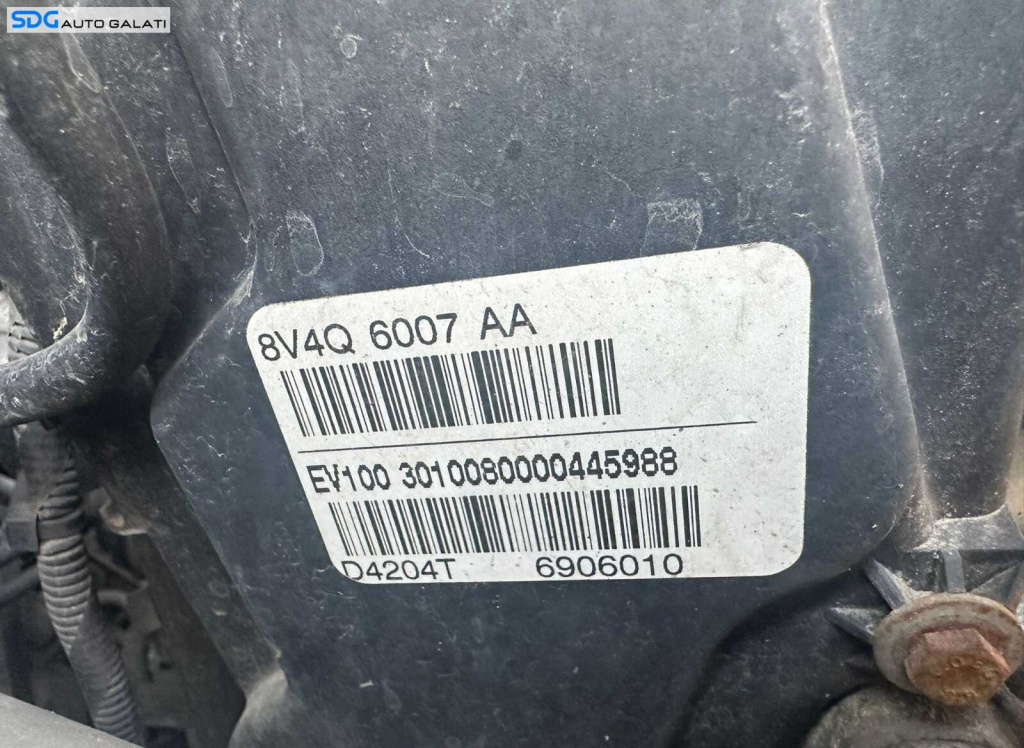 SDG AUTO GALATI
8V4Q 6007 AA
EV100 3010080000445988
D4204T 6906010